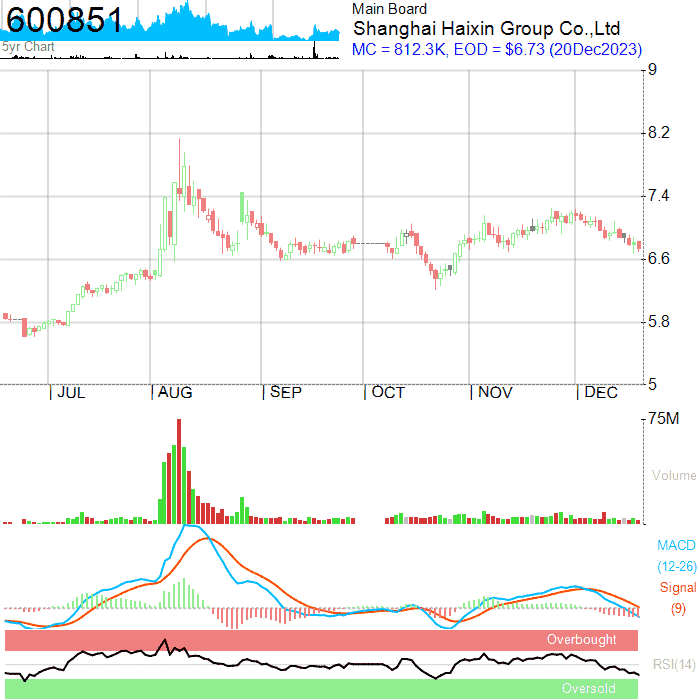 600851
5yr Chart
Main Board
Shanghai Haixin Group Co.,Ltd
MC = 812.3K, EOD = $6.73 (20Dec2023)
9
8.2
7.4
6.6
5.8
5
JUL AUG SEP OCT NOV DEC
75M
Volume
MACD
(12-26)
Signal
(9)
Overbought
RSI(14)
Oversold